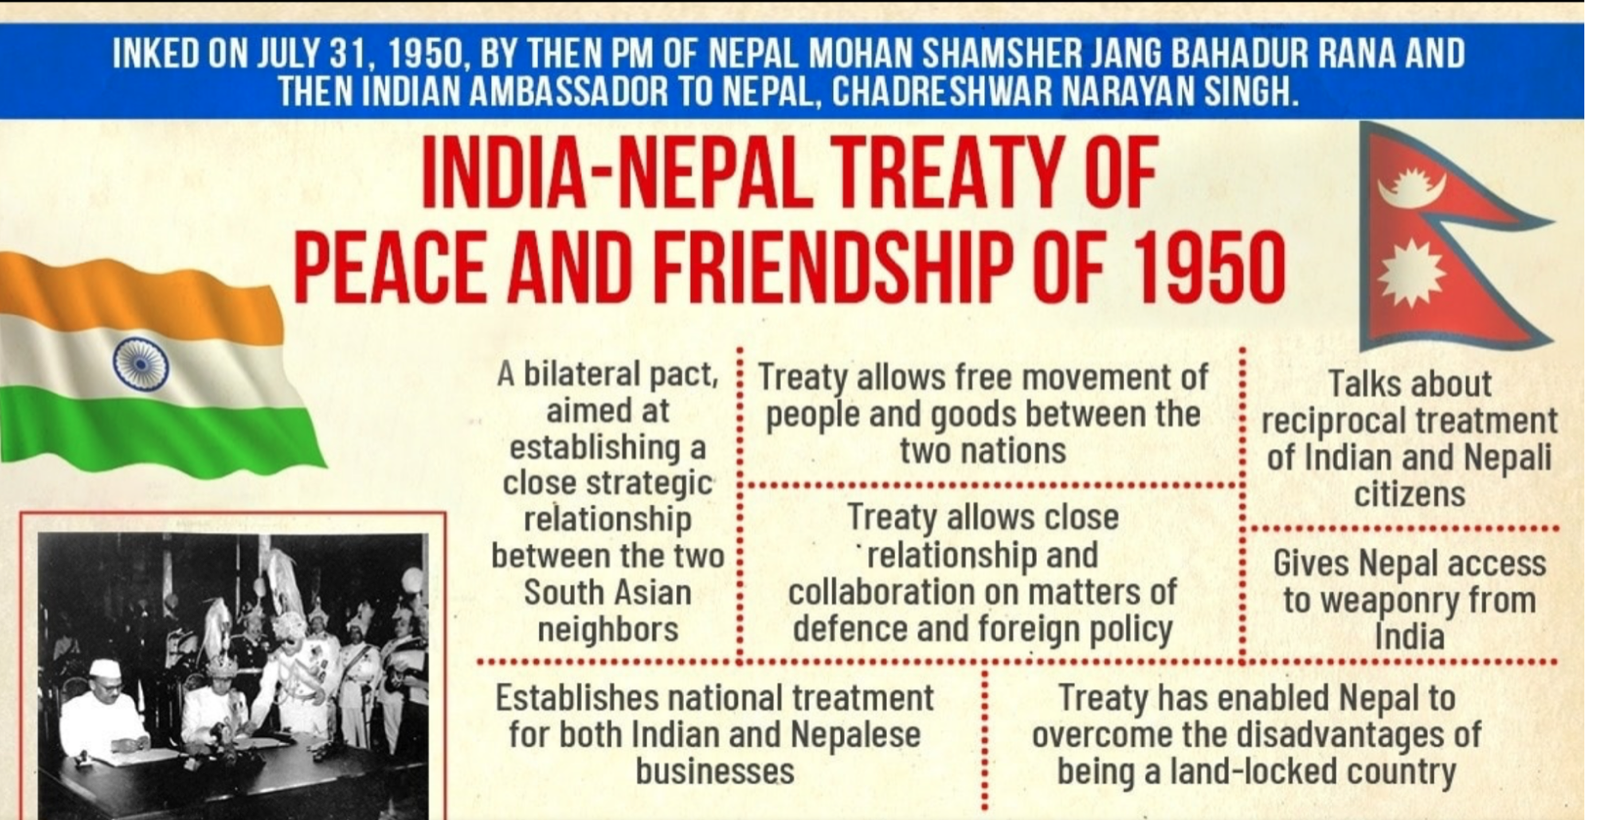 INKED ON JULY 31, 1950, BY THEN PM OF NEPAL MOHAN SHAMSHER JANG BAHADUR RANA AND
THEN INDIAN AMBASSADOR TO NEPAL, CHADRESHWAR NARAYAN SINGH.
INDIA-NEPAL TREATY OF
PEACE AND FRIENDSHIP OF 1950
A bilateral pact,
aimed at
establishing a
close strategic
relationship
between the two
South Asian
neighbors
Treaty allows free movement of
people and goods between the
two nations
Treaty allows close
relationship and
collaboration on matters of
defence and foreign policy
Talks about
reciprocal treatment
of Indian and Nepali
citizens
Gives Nepal access
to weaponry from
India
Establishes national treatment
for both Indian and Nepalese
businesses
Treaty has enabled Nepal to
overcome the disadvantages of
being a land-locked country